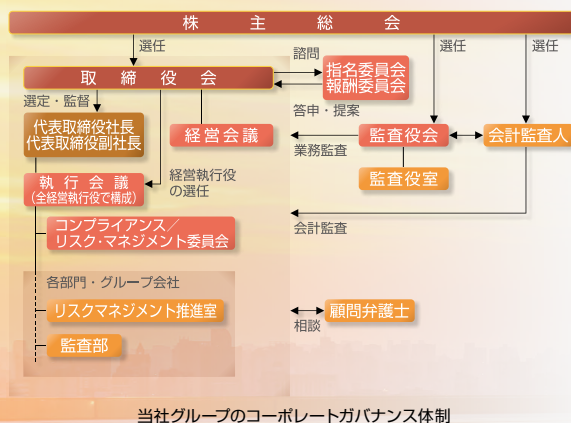 株主総会
選任
選任
選任
取締役会
諮問
指名委員会
報酬委員会
選定・監督
答申・提案
代表取締役社長
代表取締役副社長
経営会議
監査役会
会計監査人
業務監査
経営執行役
の選任
監査役室
執行会議
(全経営執行役で構成)
コンプライアンス/
リスク・マネジメント委員会
会計監査
各部門・グループ会社
リスクマネジメント推進室
顧問弁護士
相談
監査部
当社グループのコーポレートガバナンス体制